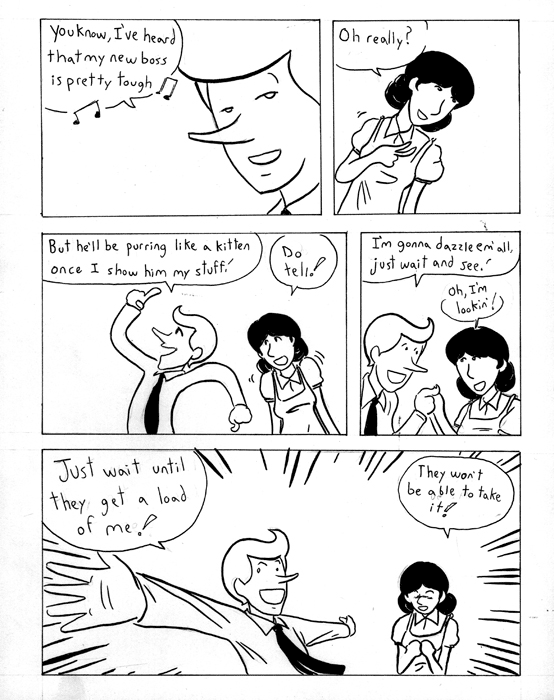 You know, I've heard
that my new boss
is pretty tough
Oh really?
But he'll be purring like a kitten
once I show him my stuff!
Do
tell!
I'm gonna dazzle em' all,
just wait and see!
Oh, I'm
lookin'!
Just wait until
they get a load
of me!
They won't
be able to take
it!